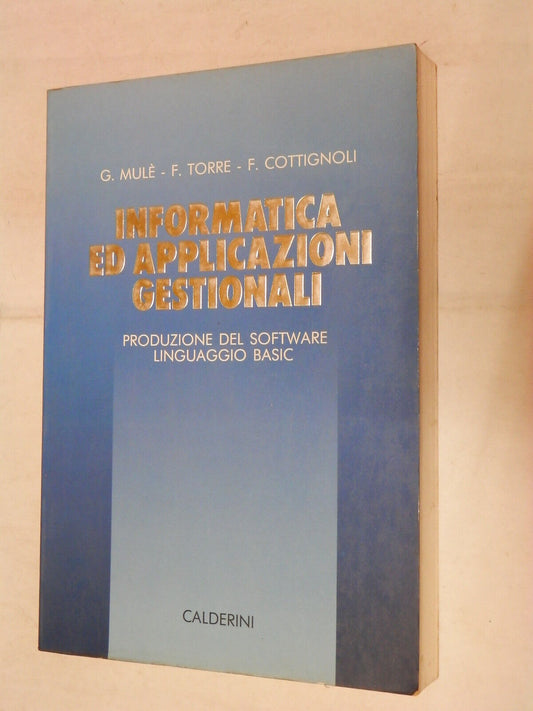 G. MULÈ - F. TORRE - F. COTTIGNOLI
INFORMATICA
ED APPLICAZIONI
GESTIONALI
PRODUZIONE DEL SOFTWARE
LINGUAGGIO BASIC
CALDERINI